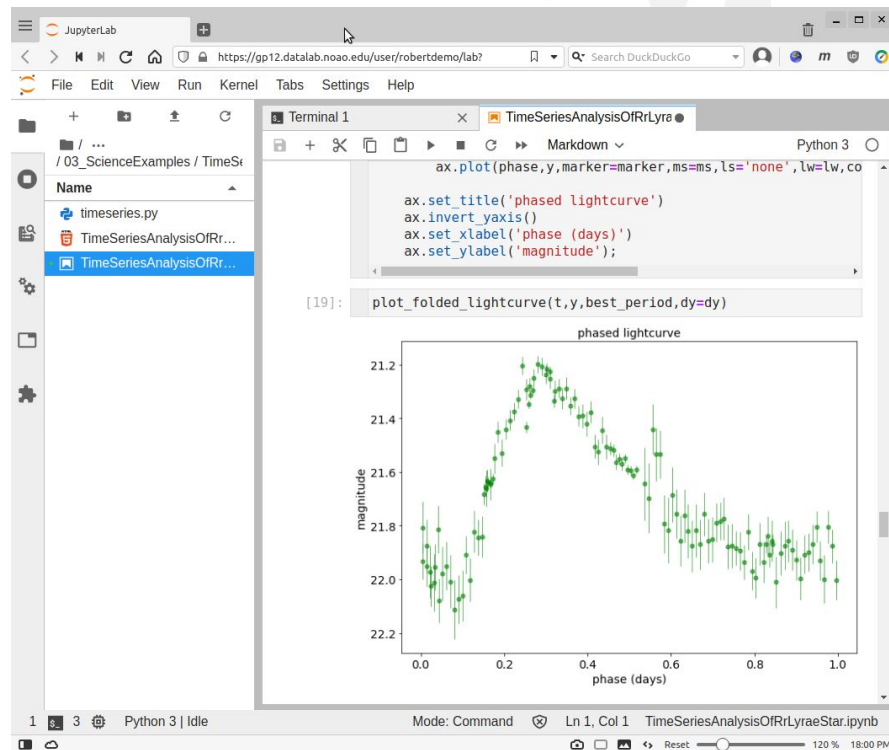 JupyterLab
https://gp12.datalab.noao.edu/user/robertdemo/lab?
Search DuckDuckGo
m
File Edit View Run Kernel Tabs Settings Help
/ …
/ 03_ScienceExamples / TimeSe
Name
timeseries.py
TimeSeriesAnalysisOfRr…
TimeSeriesAnalysisOfRr…
Terminal 1
TimeSeriesAnalysisOfRrLyra
Markdown
Python 3
ax.plot(phase,y,marker=marker,ms=ms,ls='none',lw=lw,co
ax.set_title('phased lightcurve')
ax.invert_yaxis()
ax.set_xlabel('phase (days)')
ax.set_ylabel('magnitude');
[19]: plot_folded_lightcurve(t,y,best_period,dy=dy)
phased lightcurve
magnitude
21.2
21.4
21.6
21.8
22.0
22.2
0.0 0.2 0.4 0.6 0.8 1.0
phase (days)
1 $_ 3 Python 3 | Idle Mode: Command Ln 1, Col 1 TimeSeriesAnalysisOfRrLyraeStar.ipynb
Reset 120 % 18:00 PM